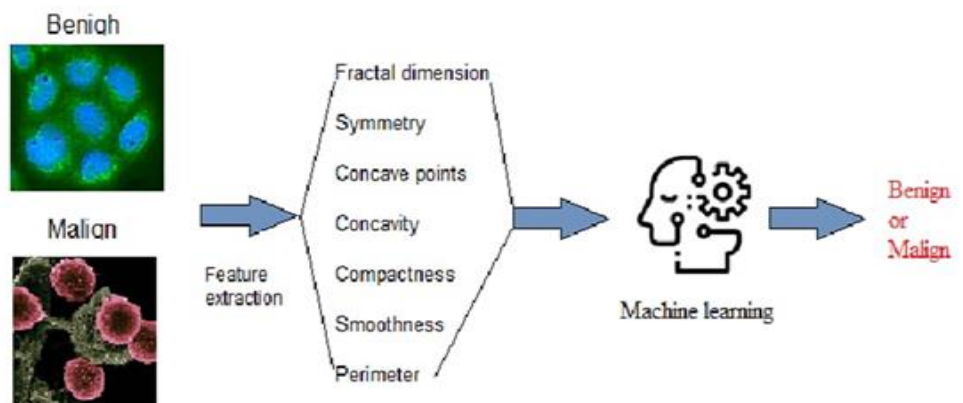 Benigh
Malign
Feature
extraction
Fractal dimension
Symmetry
Concave points
Concavity
Compactness
Smoothness
Perimeter
Machine learning
Benign
or
Malign